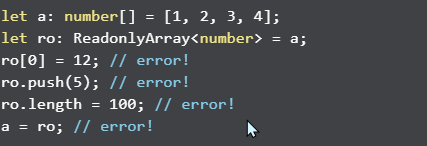 let a: number[] = [1, 2, 3, 4];
let ro: ReadonlyArray<number> = a;
ro[0] = 12; // error!
ro.push(5); // error!
ro.length = 100; // error!
a = ro; // error!